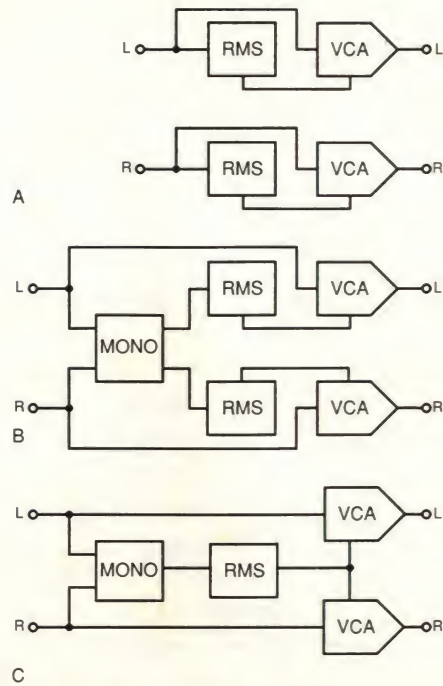 L RMS VCA L
R RMS VCA R
A
L RMS VCA L
MONO
R RMS VCA R
B
L VCA L
MONO RMS
R VCA R
C